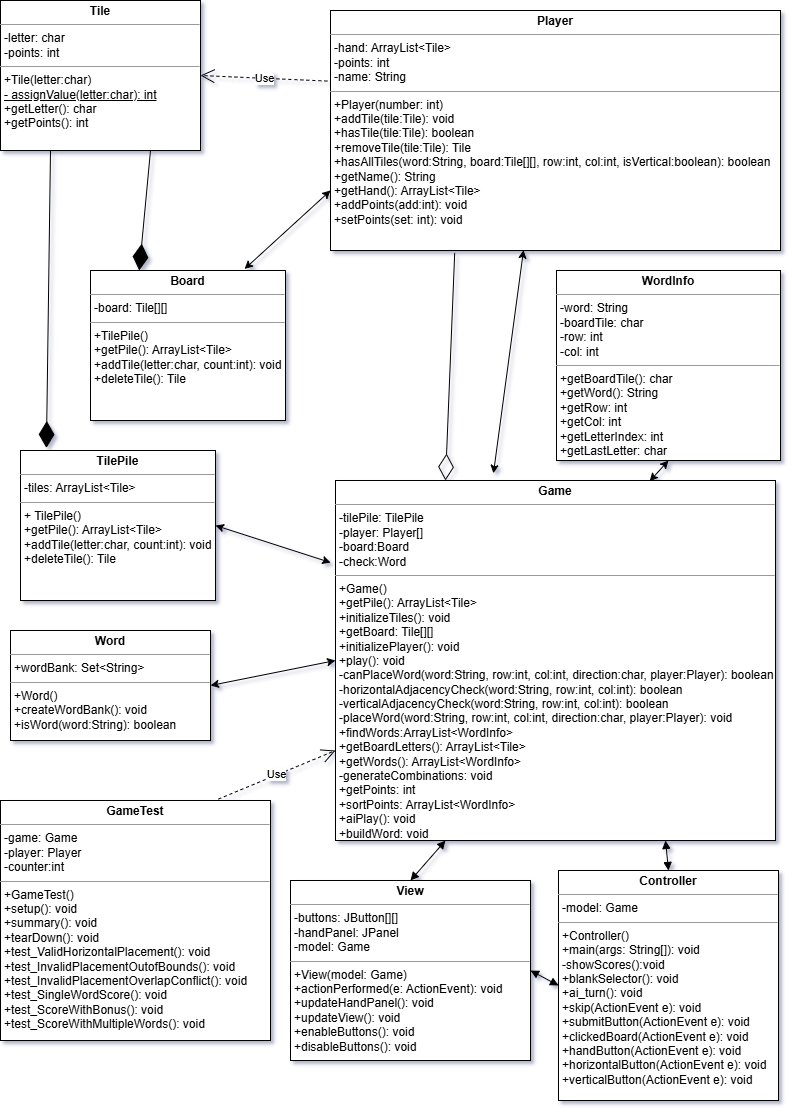 Tile
-letter: char
-points: int
+Tile(letter:char)
- assignValue(letter:char): int
+getLetter(): char
+getPoints(): int
Use
Player
-hand: ArrayList<Tile>
-points: int
-name: String
+Player(number: int)
+addTile(tile:Tile): void
+hasTile(tile:Tile): boolean
+removeTile(tile:Tile): Tile
+hasAllTiles(word:String, board:Tile[][], row:int, col:int, isVertical:boolean): boolean
+getName(): String
+getHand(): ArrayList<Tile>
+addPoints(add:int): void
+setPoints(set: int): void
Board
-board: Tile[][]
+TilePile()
+getPile(): ArrayList<Tile>
+addTile(letter:char, count:int): void
+deleteTile(): Tile
WordInfo
-word: String
-boardTile: char
-row: int
-col: int
+getBoardTile(): char
+getWord(): String
+getRow: int
+getCol: int
+getLetterIndex: int
+getLastLetter: char
TilePile
-tiles: ArrayList<Tile>
+ TilePile()
+getPile(): ArrayList<Tile>
+addTile(letter:char, count:int): void
+deleteTile(): Tile
Game
-tilePile: TilePile
-player: Player[]
-board:Board
-check:Word
+Game()
+getPile(): ArrayList<Tile>
+initializeTiles(): void
+getBoard: Tile[][]
+initializePlayer(): void
+play(): void
-canPlaceWord(word:String, row:int, col:int, direction:char, player:Player): boolean
-horizontalAdjacencyCheck(word:String, row:int, col:int): boolean
-verticalAdjacencyCheck(word:String, row:int, col:int): boolean
-placeWord(word:String, row:int, col:int, direction:char, player:Player): void
+findWords:ArrayList<WordInfo>
+getBoardLetters(): ArrayList<Tile>
+getWords(): ArrayList<WordInfo>
-generateCombinations: void
+getPoints: int
+sortPoints: ArrayList<WordInfo>
+aiPlay(): void
+buildWord: void
Word
+wordBank: Set<String>
+Word()
+createWordBank(): void
+isWord(word:String): boolean
Use
GameTest
-game: Game
-player: Player
-counter:int
+GameTest()
+setup(): void
+summary(): void
+tearDown(): void
+test_ValidHorizontalPlacement(): void
+test_InvalidPlacementOutofBounds(): void
+test_InvalidPlacementOverlapConflict(): void
+test_SingleWordScore(): void
+test_ScoreWithBonus(): void
+test_ScoreWithMultipleWords(): void
View
-buttons: JButton[][]
-handPanel: JPanel
-model: Game
+View(model: Game)
+actionPerformed(e: ActionEvent): void
+updateHandPanel(): void
+updateView(): void
+enableButtons(): void
+disableButtons(): void
Controller
-model: Game
+Controller()
+main(args: String[]): void
-showScores():void
+blankSelector(): void
+ai_turn(): void
+skip(ActionEvent e): void
+submitButton(ActionEvent e): void
+clickedBoard(ActionEvent e): void
+handButton(ActionEvent e): void
+horizontalButton(ActionEvent e): void
+verticalButton(ActionEvent e): void